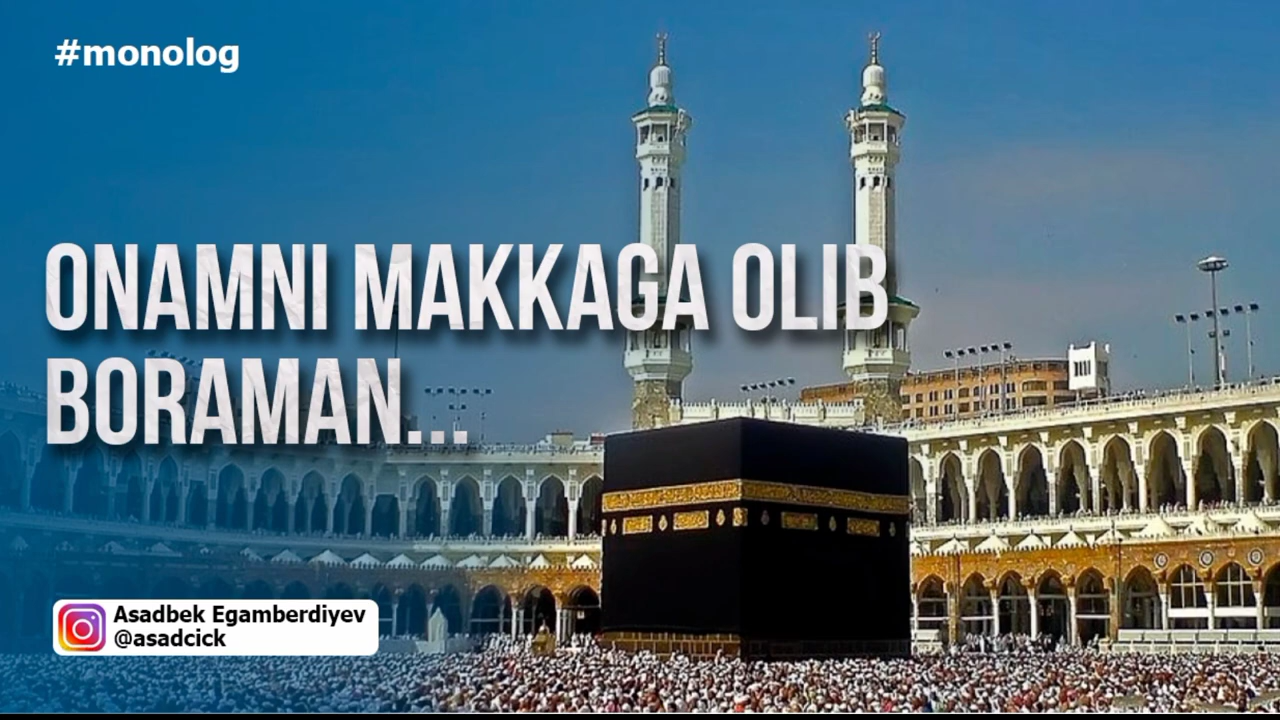 #monolog
ONAMNI MAKKAGA OLIB
BORAMAN...
Asadbek Egamberdiyev
@asadcick